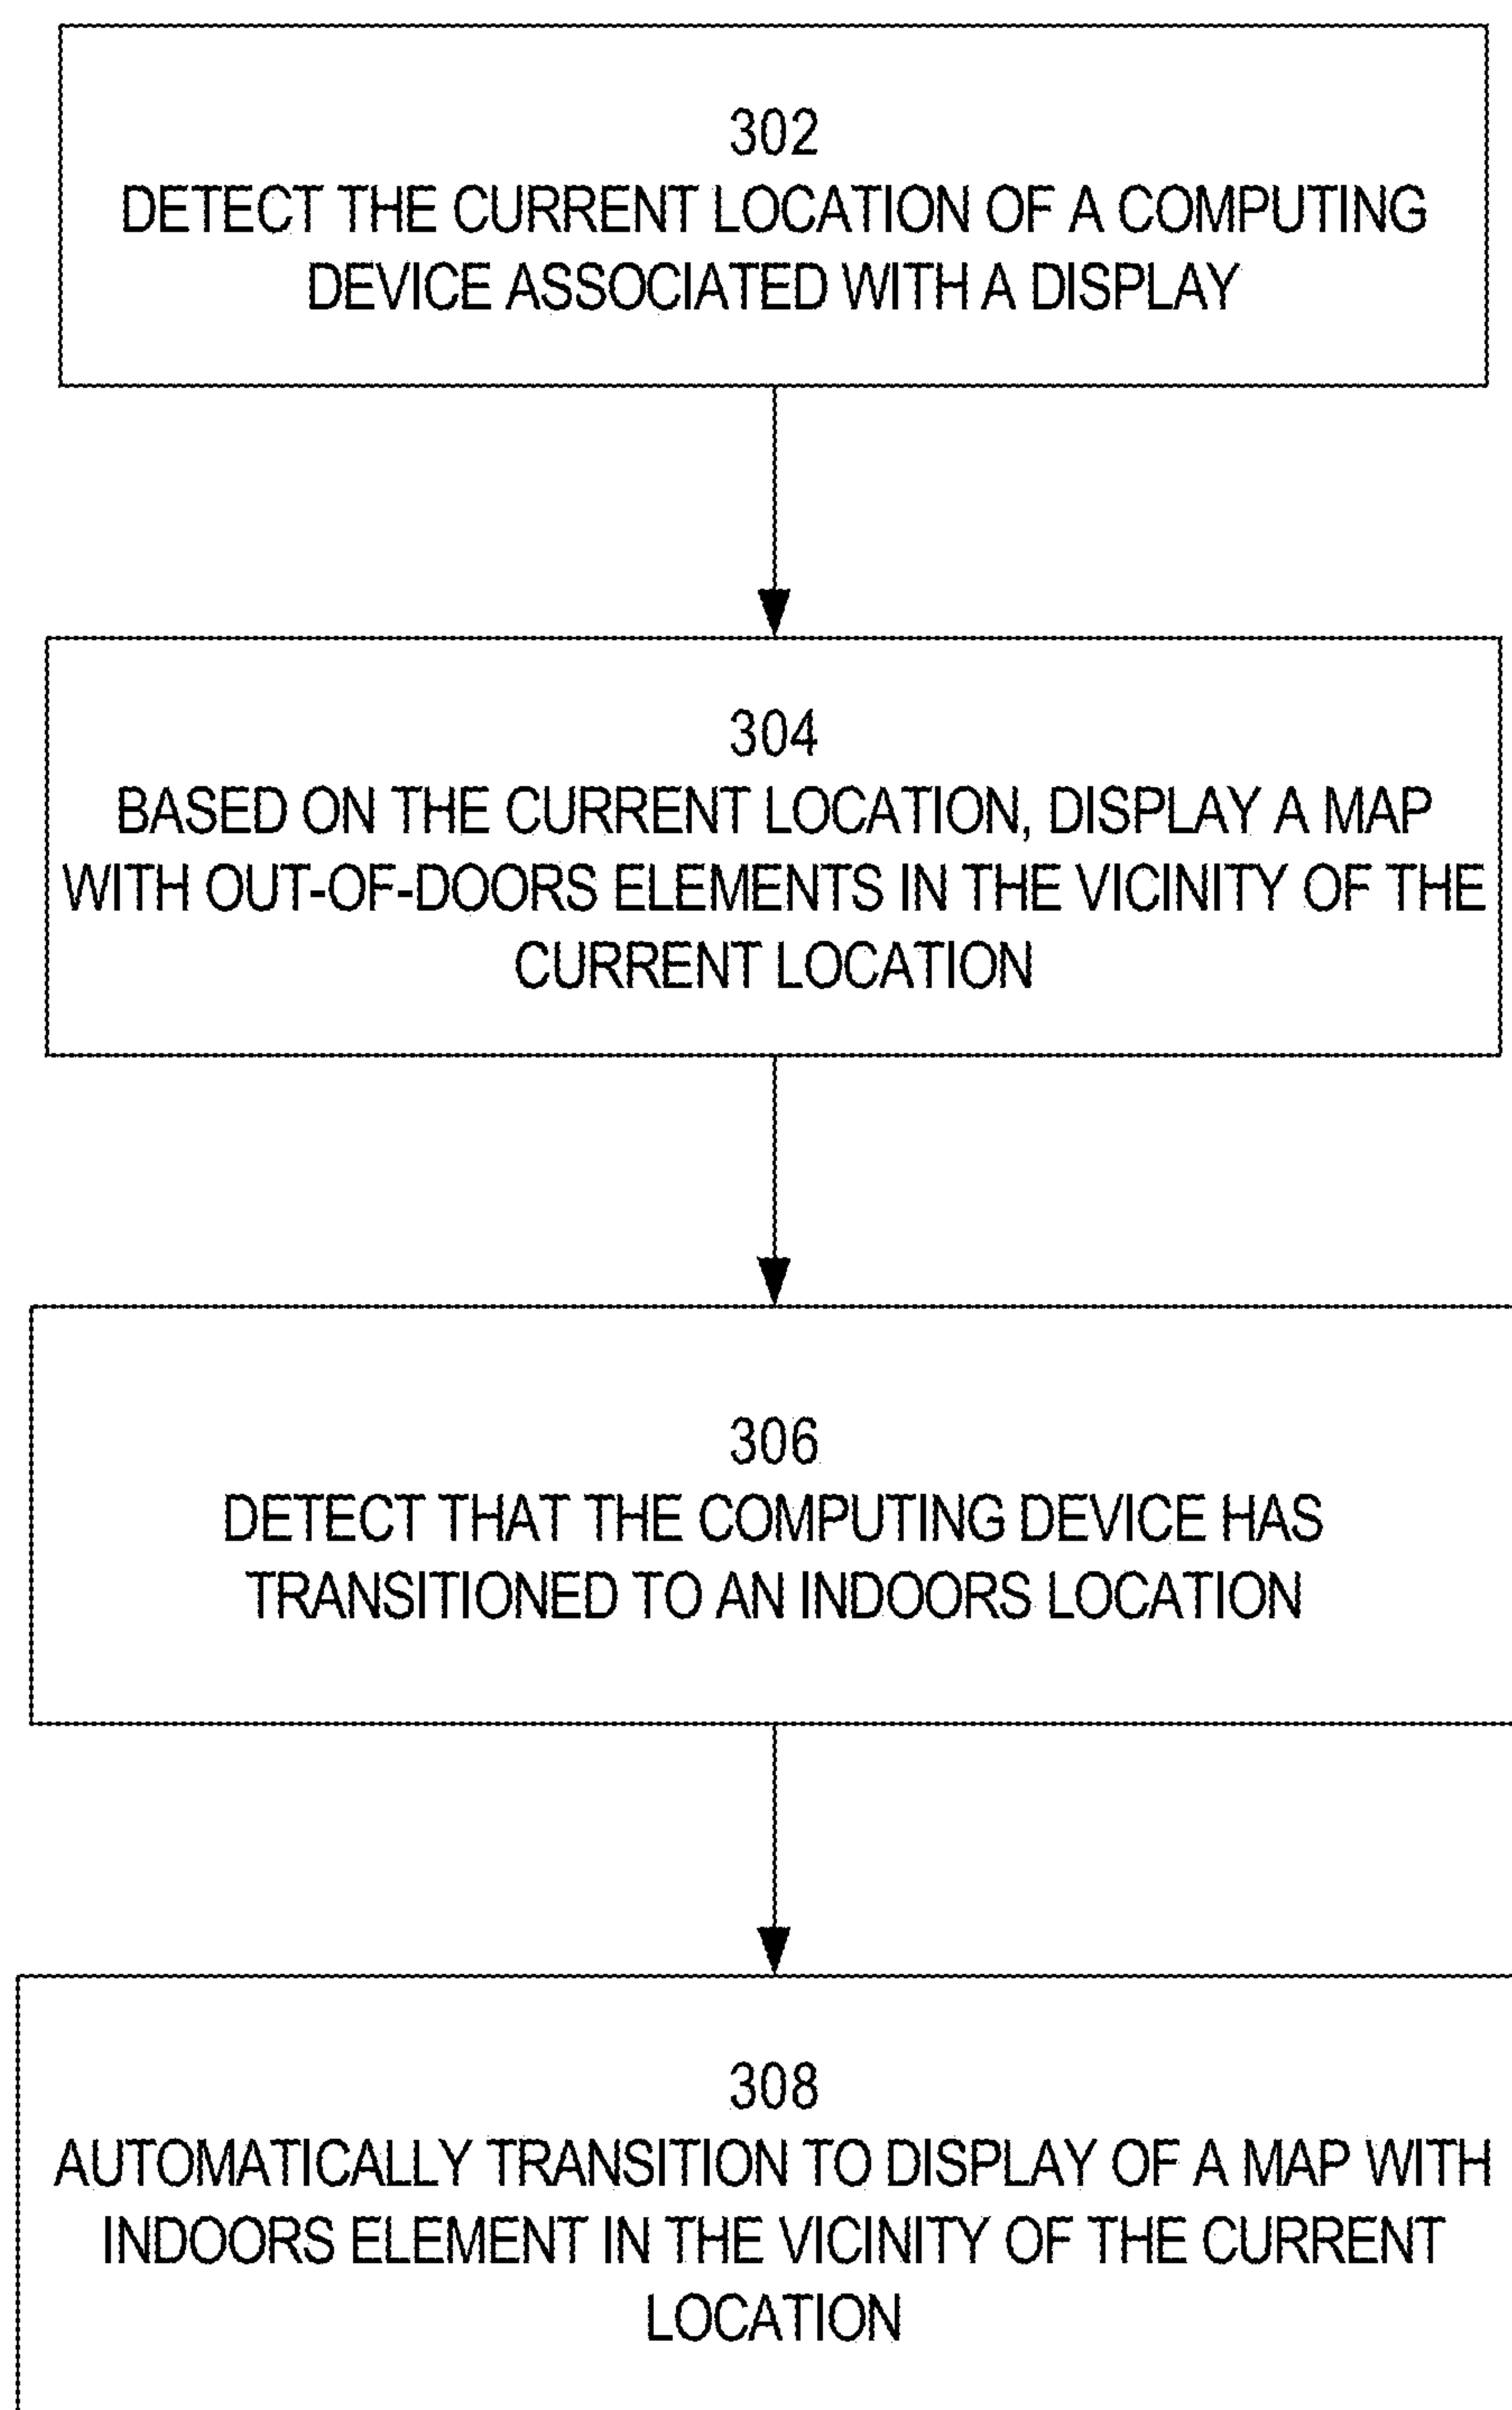 302
DETECT THE CURRENT LOCATION OF A COMPUTING
DEVICE ASSOCIATED WITH A DISPLAY
304
BASED ON THE CURRENT LOCATION, DISPLAY A MAP
WITH OUT-OF-DOORS ELEMENTS IN THE VICINITY OF THE
CURRENT LOCATION
306
DETECT THAT THE COMPUTING DEVICE HAS
TRANSITIONED TO AN INDOORS LOCATION
308
AUTOMATICALLY TRANSITION TO DISPLAY OF A MAP WITH
INDOORS ELEMENT IN THE VICINITY OF THE CURRENT
LOCATION